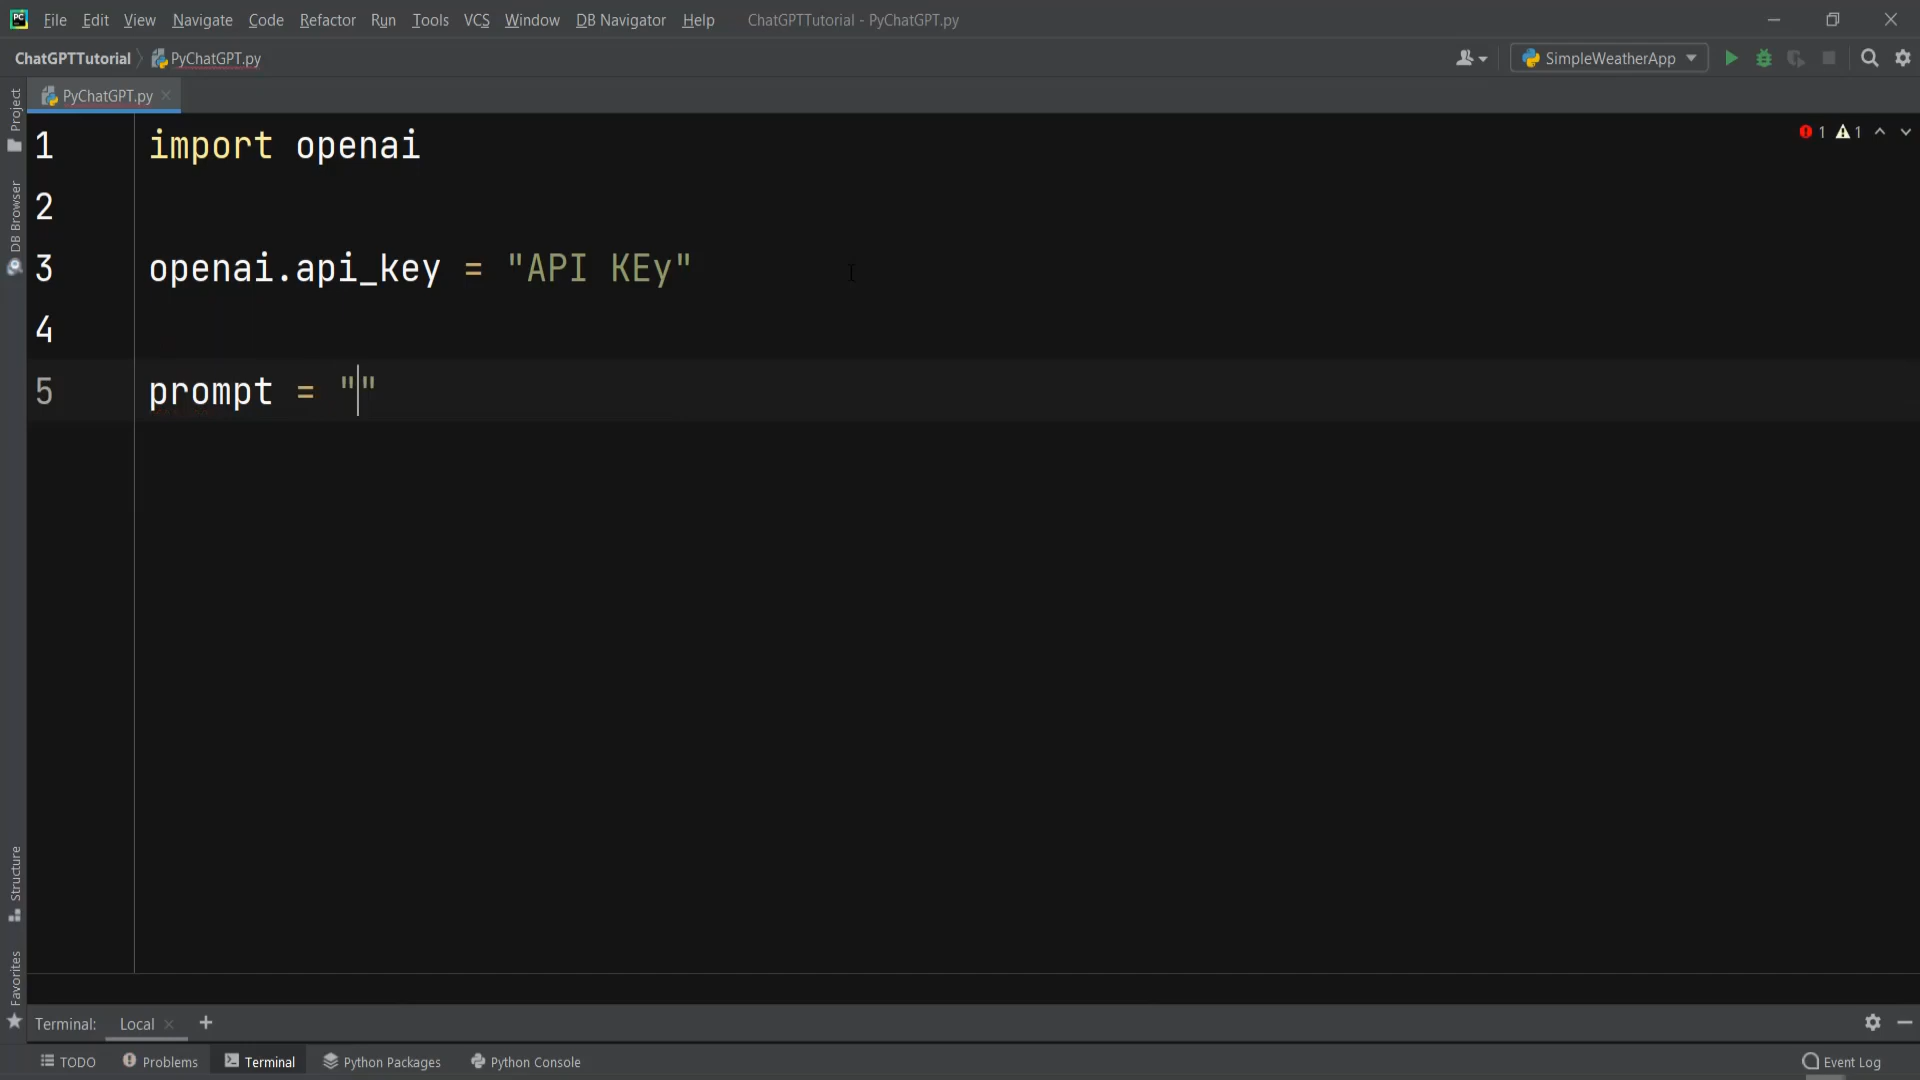 File Edit View Navigate Code Refactor Run Tools VCS Window DB Navigator Help ChatGPTTutorial - PyChatGPT.py
ChatGPTTutorial PyChatGPT.py SimpleWeatherApp
PyChatGPT.py
Project
DB Browser
Structure
Favorites
1 import openai
1 1
2
3 openai.api_key = "API KEy"
4
5 prompt = ""
Terminal: Local +
TODO Problems Terminal Python Packages Python Console Event Log